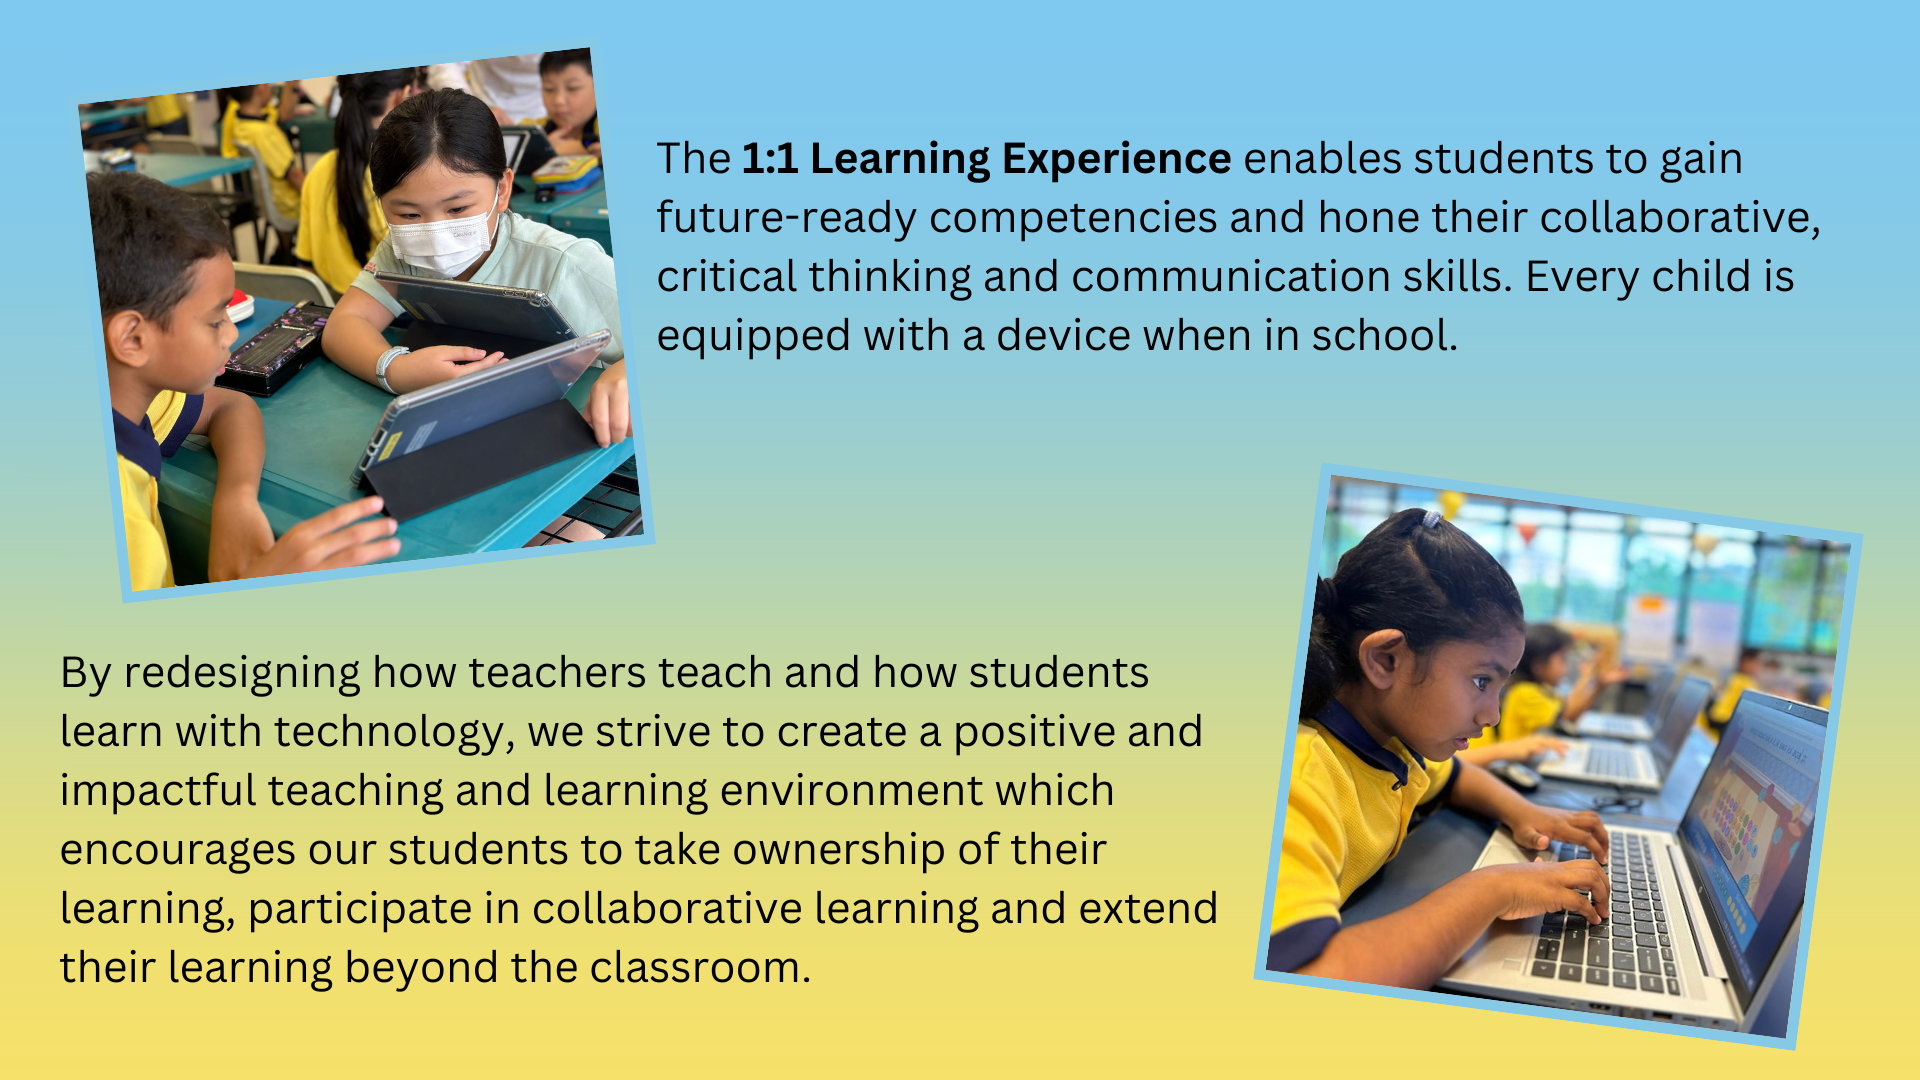 The 1:1 Learning Experience enables students to gain
future-ready competencies and hone their collaborative,
critical thinking and communication skills. Every child is
equipped with a device when in school.
By redesigning how teachers teach and how students
learn with technology, we strive to create a positive and
impactful teaching and learning environment which
encourages our students to take ownership of their
learning, participate in collaborative learning and extend
their learning beyond the classroom.